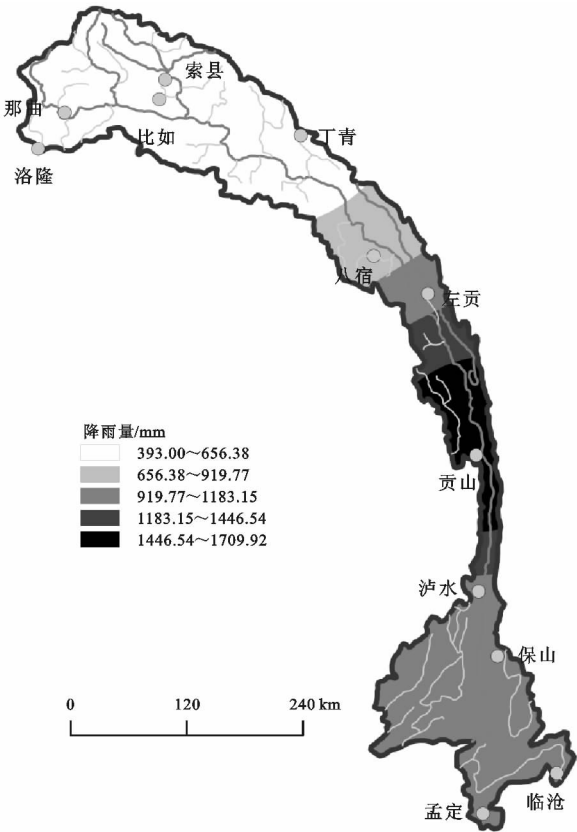 索县
那曲
比如
丁青
洛隆
八宿
左贡
降雨量/mm
393.00～656.38
656.38～919.77
919.77～1183.15
1183.15～1446.54
1446.54～1709.92
贡山
泸水
保山
0 120 240 km
临沧
孟定